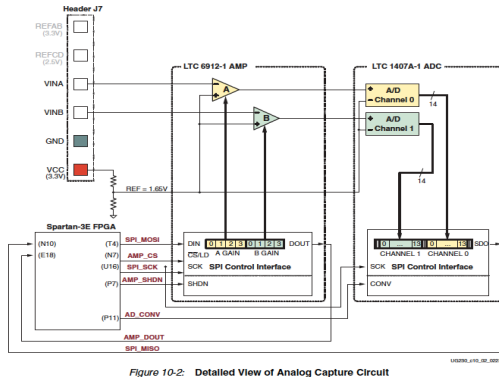 Header J7
REFAB
(3.3V)
REFCD
(2.5V)
VINA
VINB
GND
VCC
(3.3V)
LTC 6912-1 AMP
A
B
REF = 1.65V
LTC 1407A-1 ADC
A/D
Channel 0
A/D
Channel 1
14
14
Spartan-3E FPGA
(N10)
(E18)
(T4)
(N7)
(U16)
(P7)
(P11)
SPI_MOSI
AMP_CS
SPI_SCK
AMP_SHDN
AD_CONV
AMP_DOUT
SPI_MISO
DIN
0 1 2 3 0 1 2 3
DOUT
CS/LD
A GAIN B GAIN
SCK SPI Control Interface
SHDN
0 ... 13 0 ... 13
SDO
CHANNEL 1 CHANNEL 0
SCK SPI Control Interface
CONV
Figure 10-2: Detailed View of Analog Capture Circuit